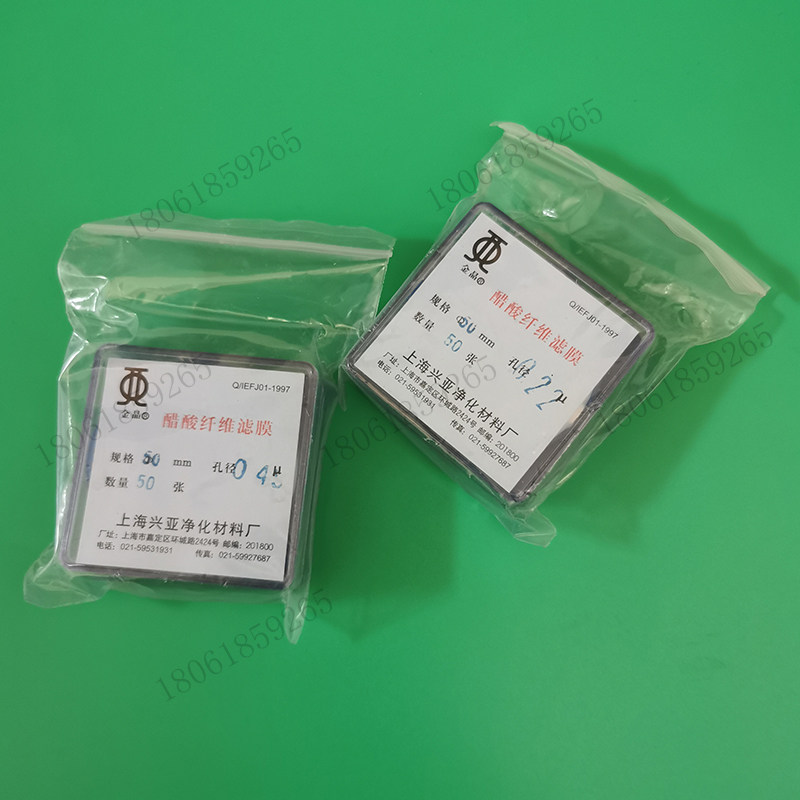 18061859265
18061859265
18061859265
18061859265
18061859265
金晶®
Q/IEFJ01-1997
醋酸纤维滤膜
规格 Φ50 mm 孔径 0.22 μ
数量 50 张
上海兴亚净化材料厂
厂址:上海市嘉定区环城路2424号 邮编:201800
电话:021-59531931 传真:021-59927687
金晶®
Q/IEFJ01-1997
醋酸纤维滤膜
规格 50 mm 孔径 0.45 μ
数量 50 张
上海兴亚净化材料厂
厂址:上海市嘉定区环城路2424号 邮编:201800
电话:021-59531931 传真:021-59927687